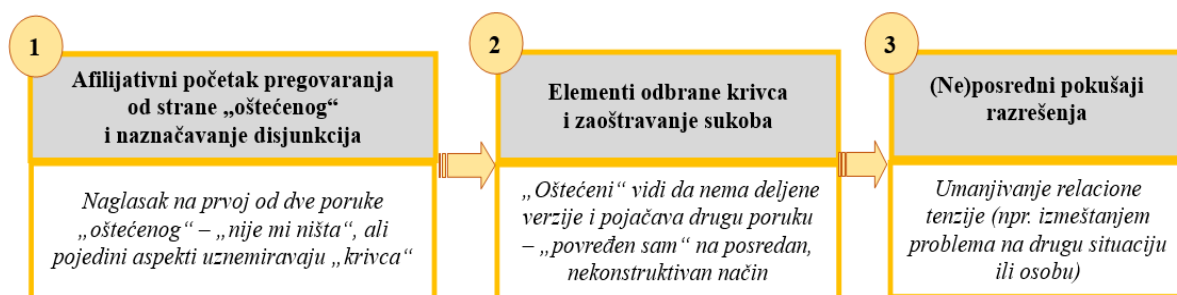 1
Afilijativni početak pregovaranja
od strane „oštećenog“
i naznačavanje disjunkcija
Naglasak na prvoj od dve poruke
„oštećenog“ – „nije mi ništa“, ali
pojedini aspekti uznemiravaju „krivca“
2
Elementi odbrane krivca
i zaoštravanje sukoba
„Oštećeni“ vidi da nema deljene
verzije i pojačava drugu poruku
– „povređen sam“ na posredan,
nekonstruktivan način
3
(Ne)posredni pokušaji
razrešenja
Umanjivanje relacione
tenzije (npr. izmeštanjem
problema na drugu situaciju
ili osobu)